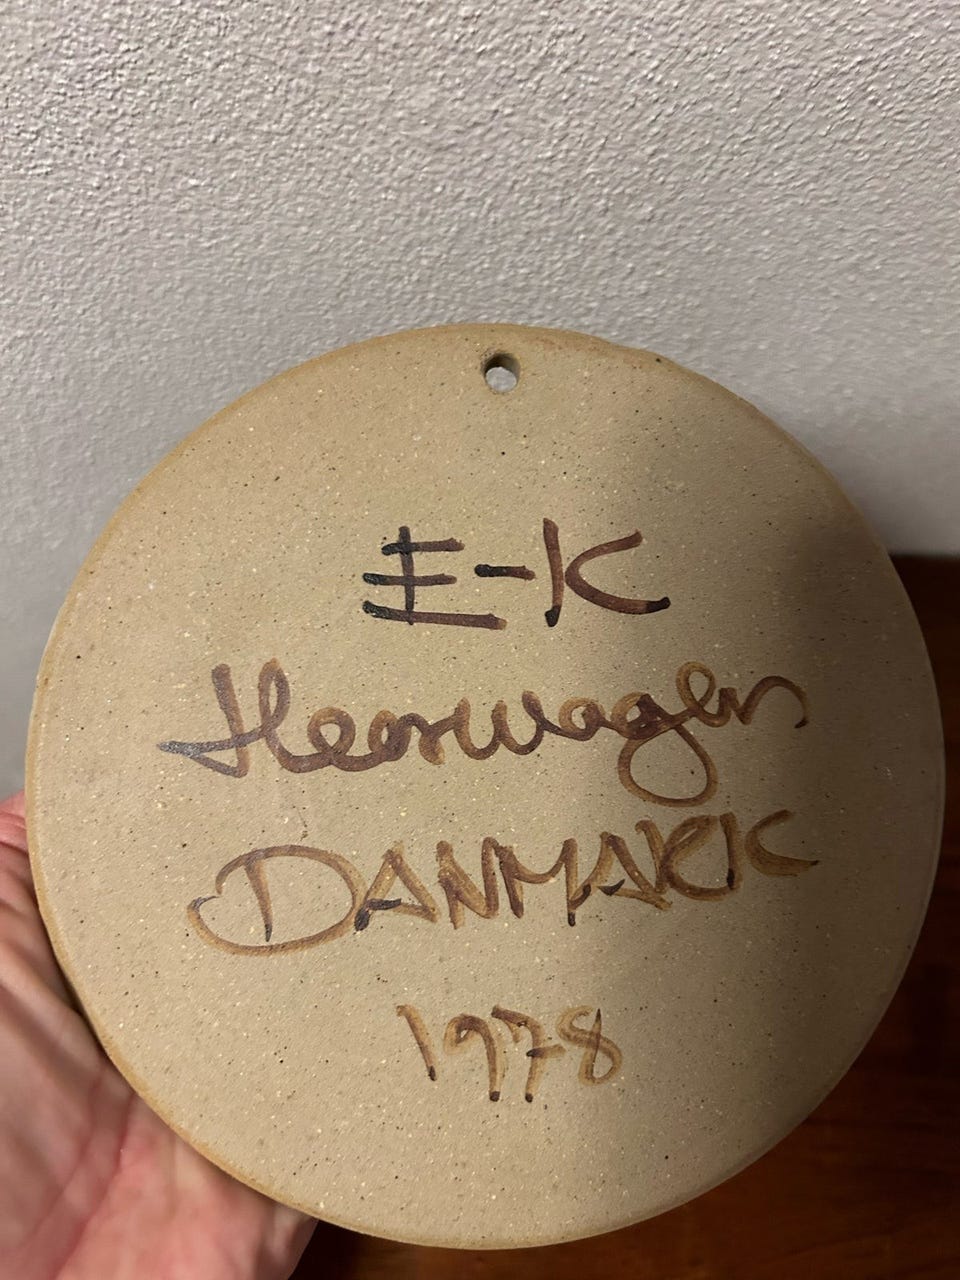 E-K
Heerwagen
DANMARK
1978